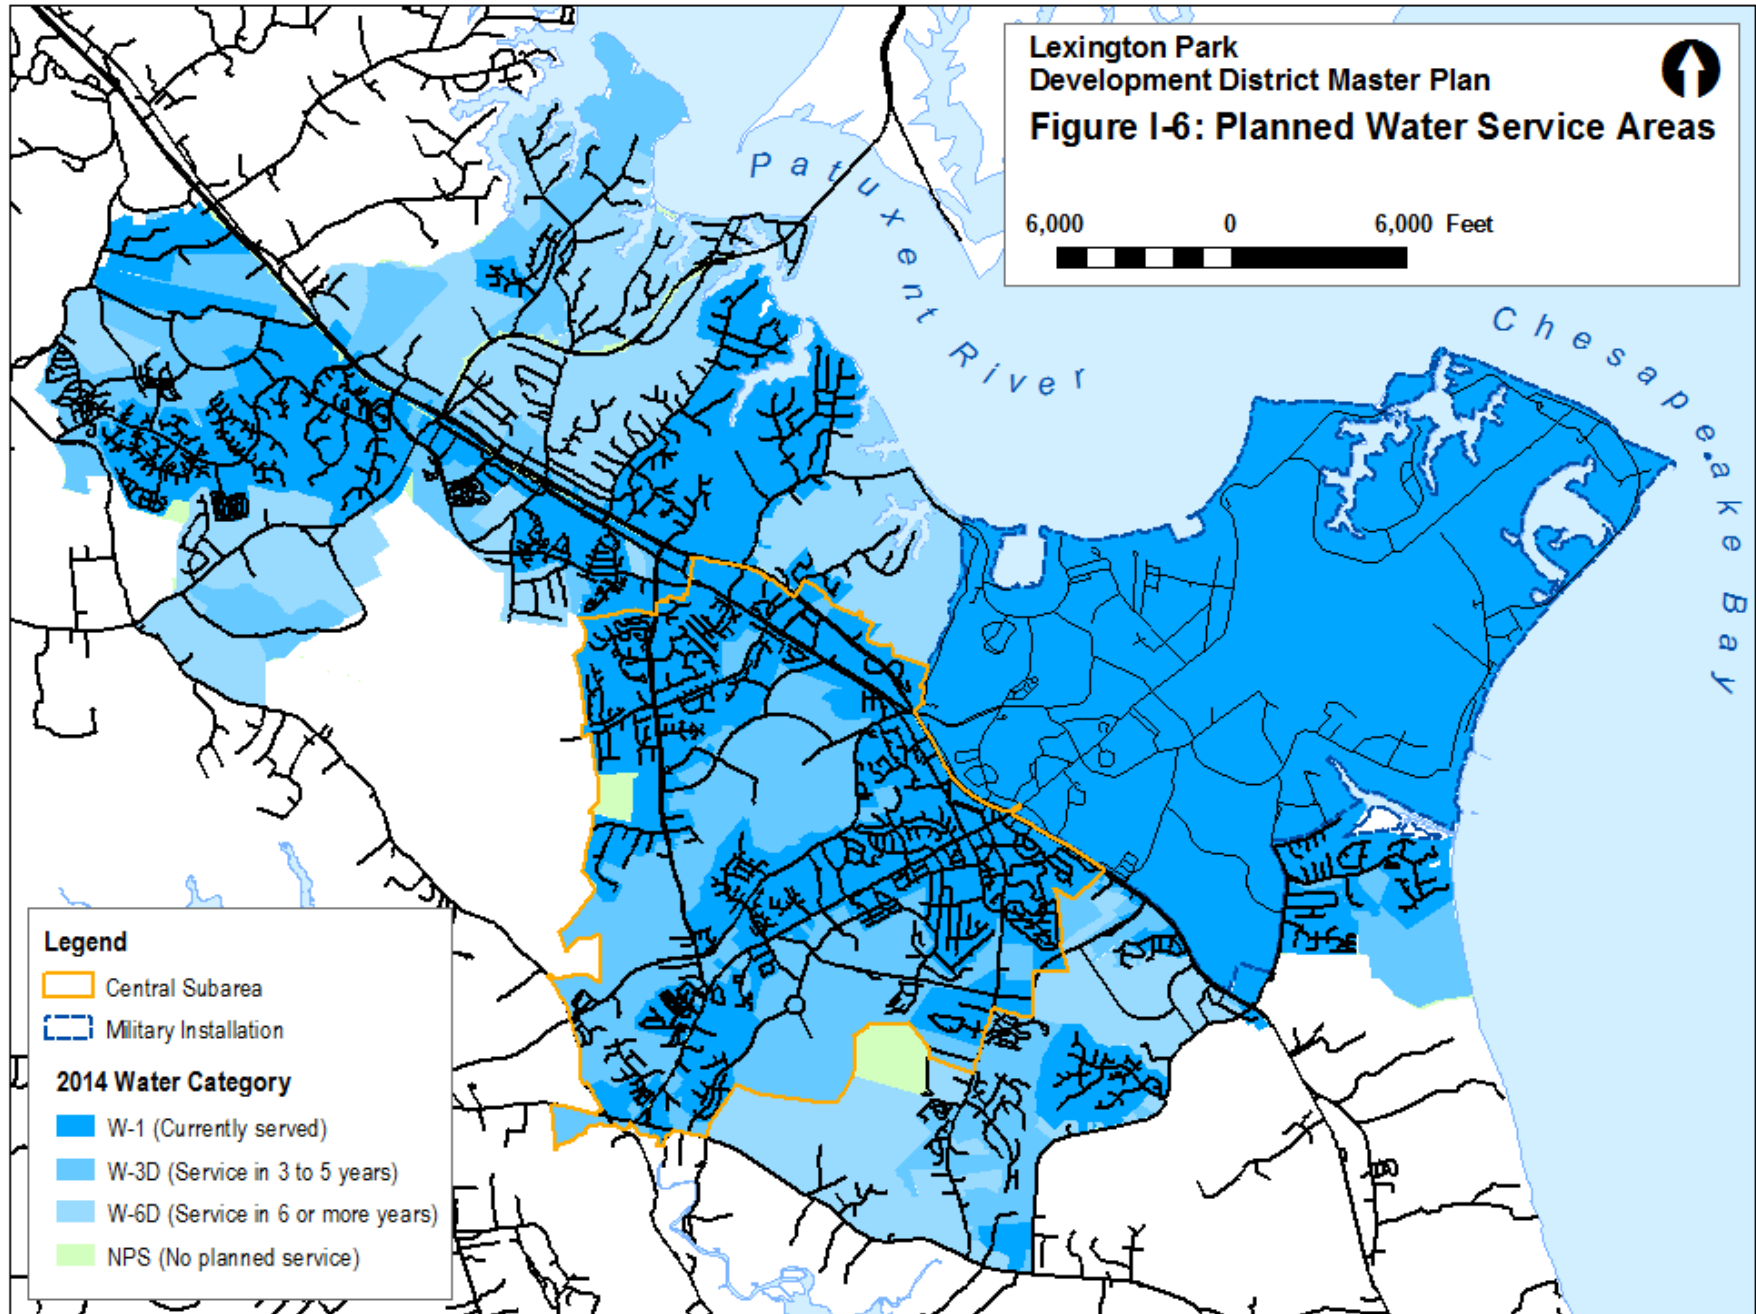 Lexington Park
Development District Master Plan
Figure I-6: Planned Water Service Areas
6,000 0 6,000 Feet
Patuxent River
Chesapeake Bay
Legend
Central Subarea
Military Installation
2014 Water Category
W-1 (Currently served)
W-3D (Service in 3 to 5 years)
W-6D (Service in 6 or more years)
NPS (No planned service)